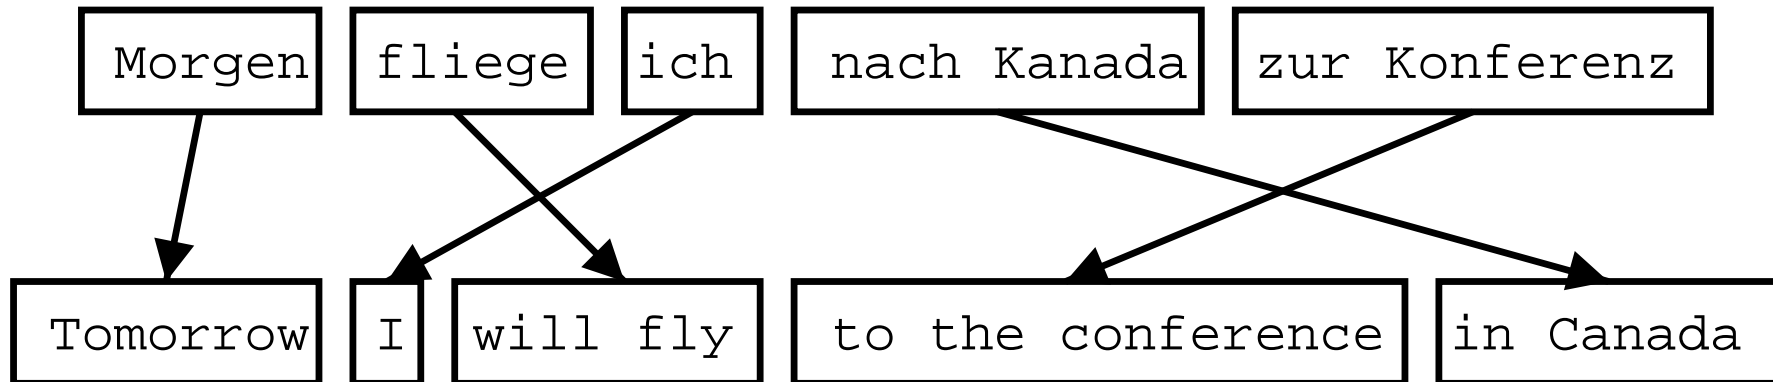 Morgen fliege ich nach Kanada zur Konferenz
Tomorrow I will fly to the conference in Canada